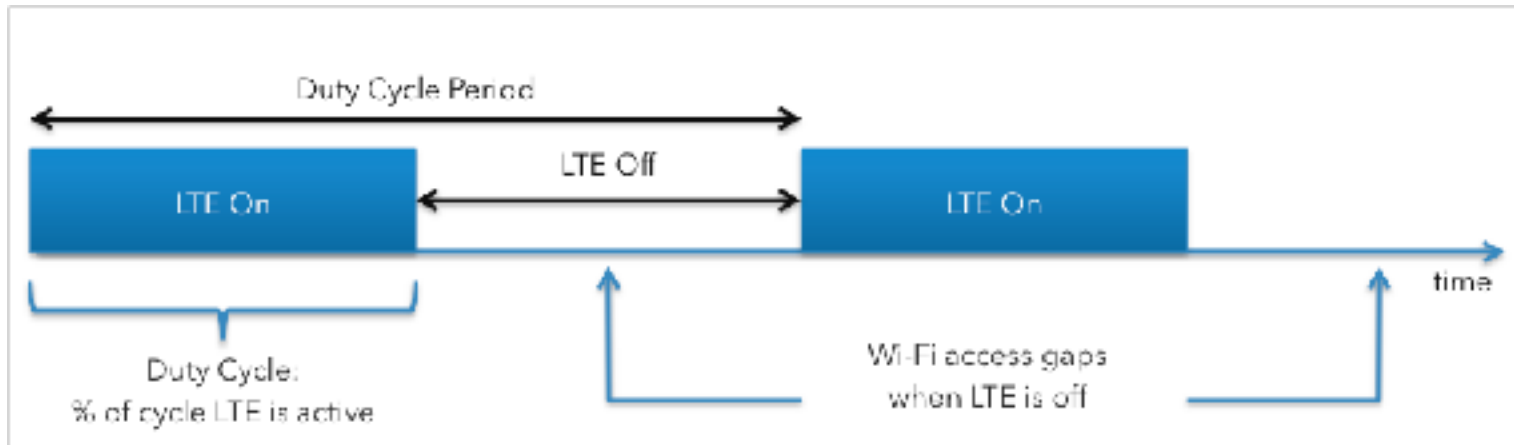 Duty Cycle Period
LTE Off
LTE On
LTE On
time
Duty Cycle:
% of cycle LTE is active
Wi-Fi access gaps
when LTE is off